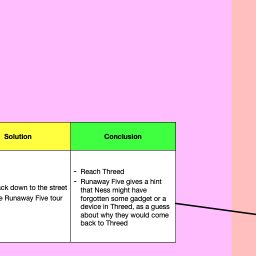 Solution
Conclusion
ack down to the street
e Runaway Five tour
- Reach Threed
- Runaway Five gives a hint
that Ness might have
forgotten some gadget or a
device in Threed, as a guess
about why they would come
back to Threed